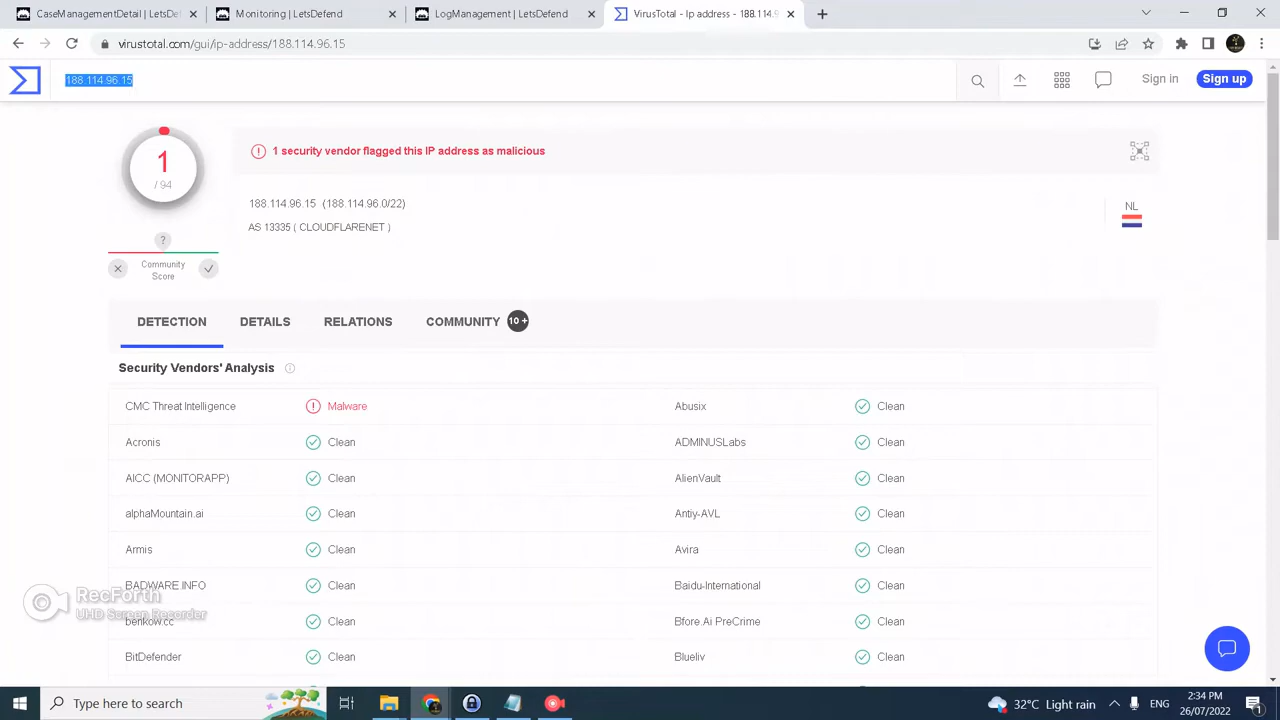 CaseManagementDetail | LetsDef
Monitoring | LetsDefend
LogManagement | LetsDefend
VirusTotal - Ip address - 188.114.9
virustotal.com/gui/ip-address/188.114.96.15
188.114.96.15
Sign in
Sign up
1
/ 94
1 security vendor flagged this IP address as malicious
188.114.96.15 (188.114.96.0/22)
AS 13335 ( CLOUDFLARENET )
NL
?
Community
Score
DETECTION
DETAILS
RELATIONS
COMMUNITY
10 +
Security Vendors' Analysis
CMC Threat Intelligence Malware Abusix Clean
Acronis Clean ADMINUSLabs Clean
AICC (MONITORAPP) Clean AlienVault Clean
alphaMountain.ai Clean Antiy-AVL Clean
Armis Clean Avira Clean
BADWARE.INFO Clean Baidu-International Clean
RecForth
UHD Screen Recorder
benkow.cc Clean Bfore.Ai PreCrime Clean
BitDefender Clean Blueliv Clean
Type here to search
32°C Light rain
ENG
2:34 PM
26/07/2022
1